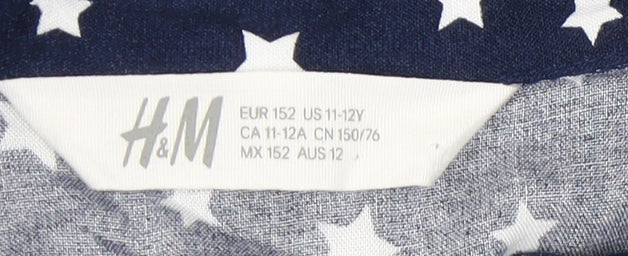 H&M
EUR 152 US 11-12Y
CA 11-12A CN 150/76
MX 152 AUS 12